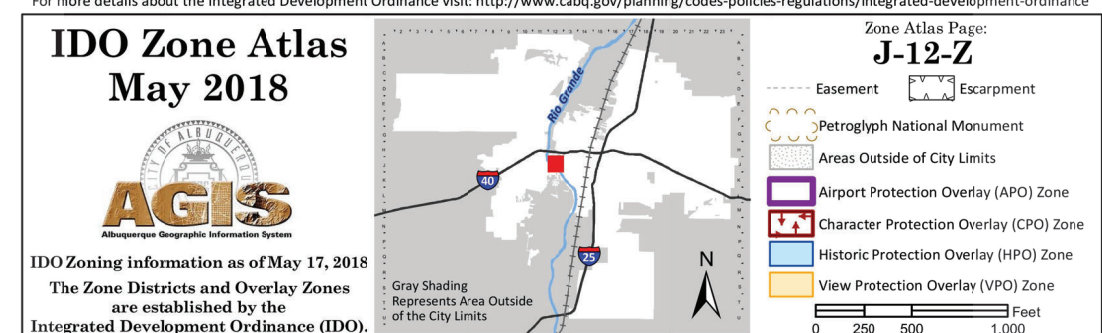 For more details about the Integrated Development Ordinance visit: http://www.cabq.gov/planning/codes-policies-regulations/integrated-development-ordinance
IDO Zone Atlas
May 2018
CITY OF ALBUQUERQUE
AGIS
Albuquerque Geographic Information System
IDO Zoning information as of May 17, 2018
The Zone Districts and Overlay Zones
are established by the
Integrated Development Ordinance (IDO).
Rio Grande
40
25
N
Gray Shading
Represents Area Outside
of the City Limits
Zone Atlas Page:
J-12-Z
Easement
Escarpment
Petroglyph National Monument
Areas Outside of City Limits
Airport Protection Overlay (APO) Zone
Character Protection Overlay (CPO) Zone
Historic Protection Overlay (HPO) Zone
View Protection Overlay (VPO) Zone
Feet
0 250 500 1,000